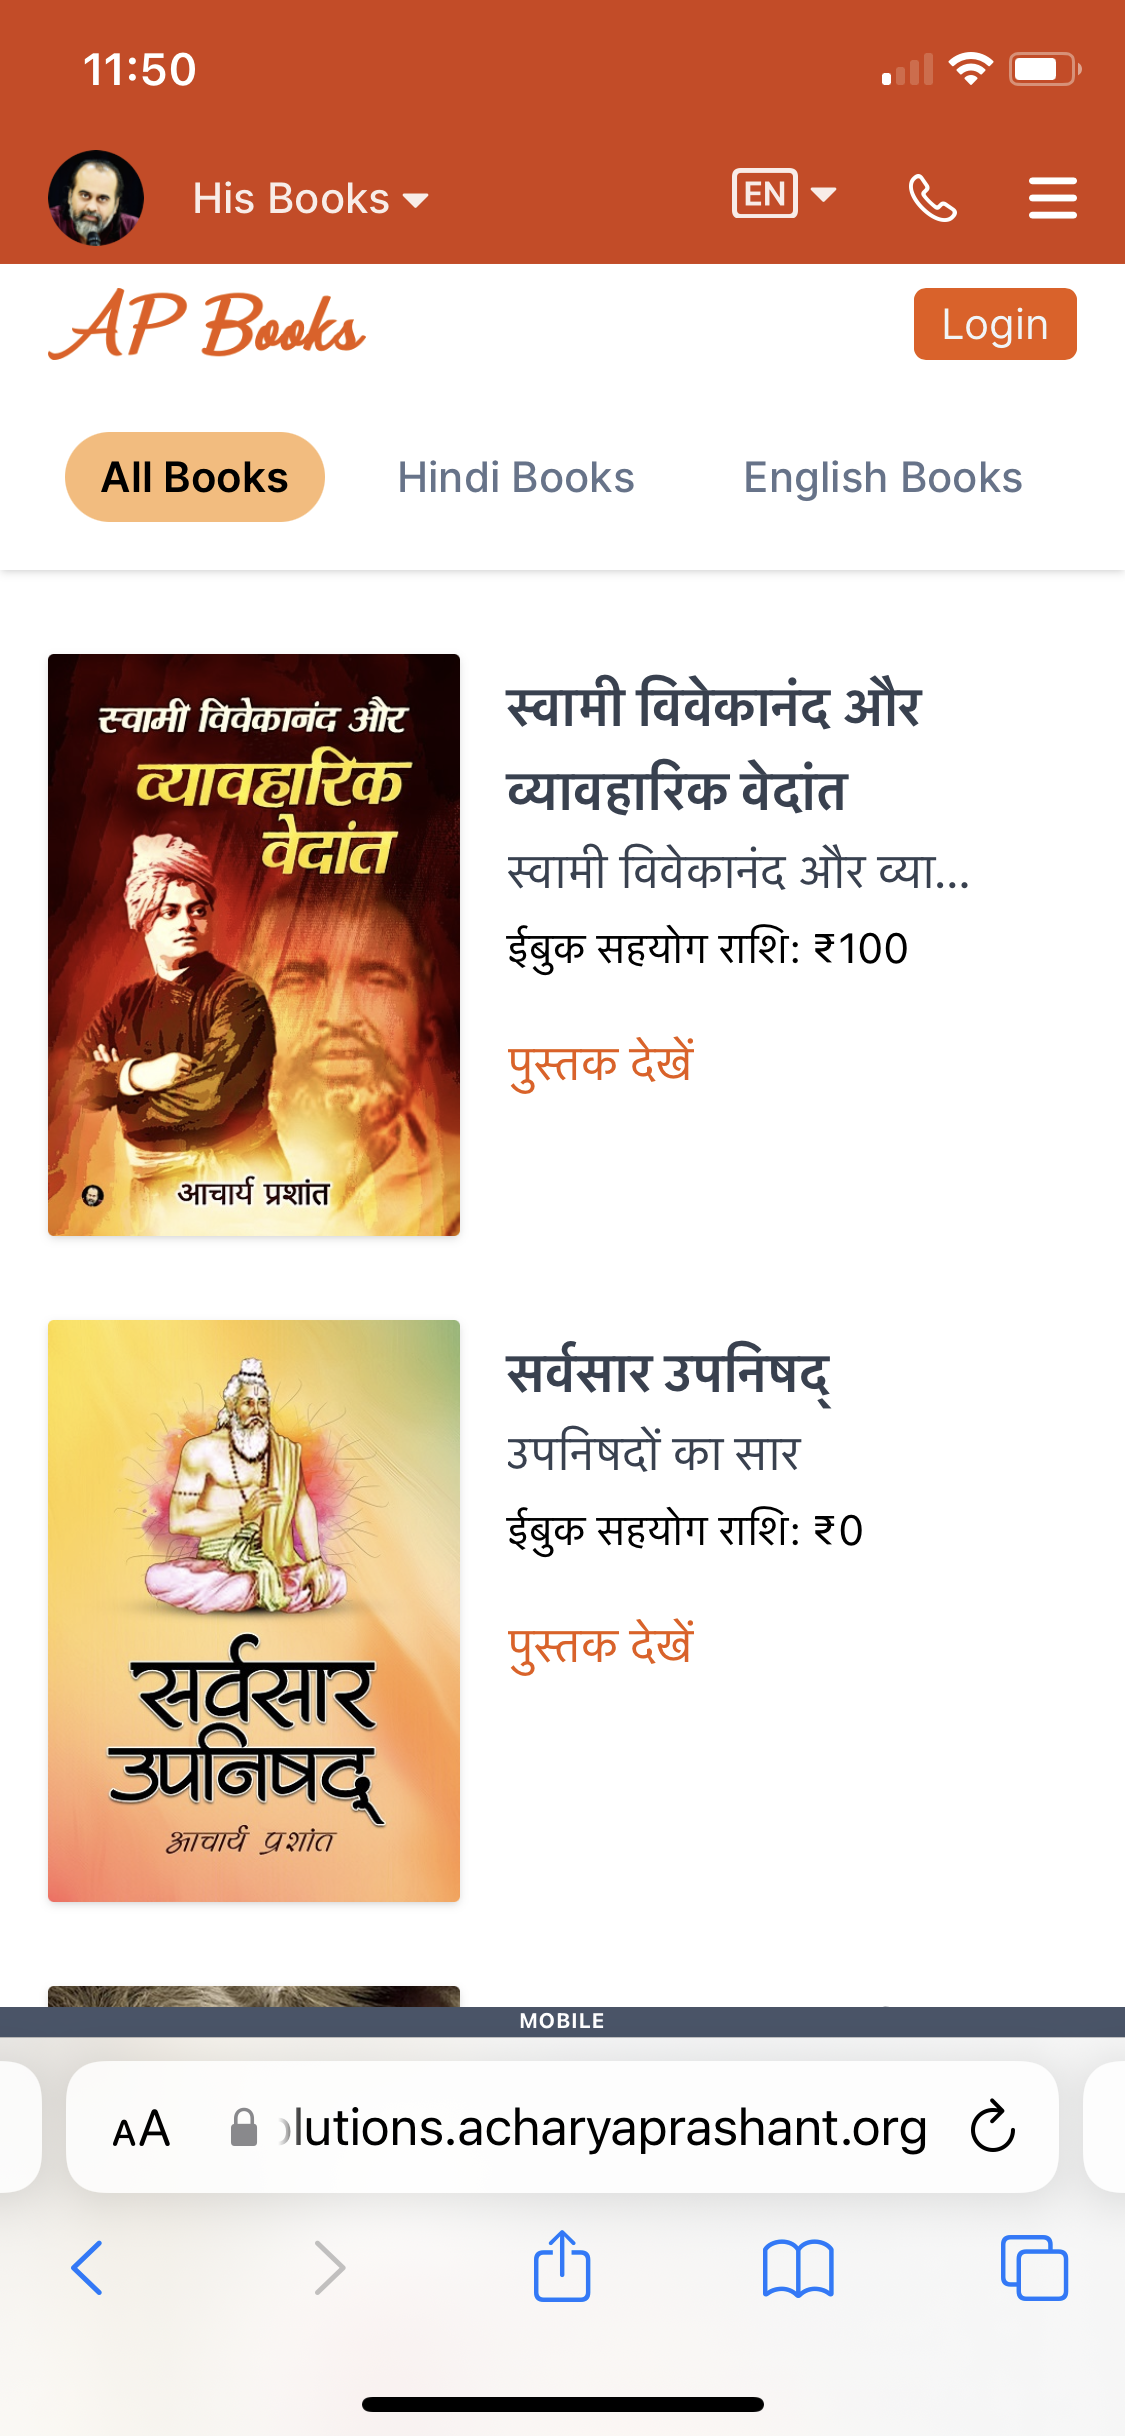 11:50
His Books
EN
AP Books
Login
All Books
Hindi Books
English Books
स्वामी विवेकानंद और
व्यावहारिक
वेदांत
आचार्य प्रशांत
स्वामी विवेकानंद और
व्यावहारिक वेदांत
स्वामी विवेकानंद और व्या...
ईबुक सहयोग राशि: ₹100
पुस्तक देखें
सर्वसार
उपनिषद्
आचार्य प्रशांत
सर्वसार उपनिषद्
उपनिषदों का सार
ईबुक सहयोग राशि: ₹0
पुस्तक देखें
MOBILE
AA
lutions.acharyaprashant.org